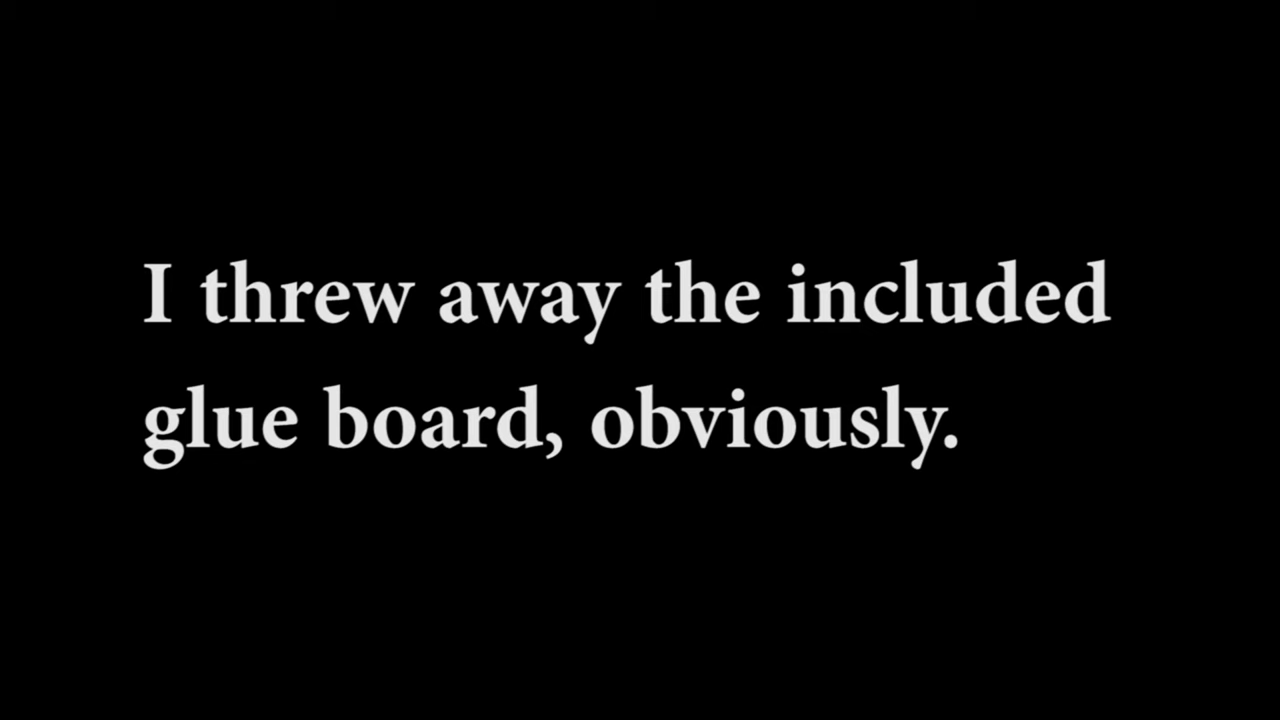 I threw away the included
glue board, obviously.